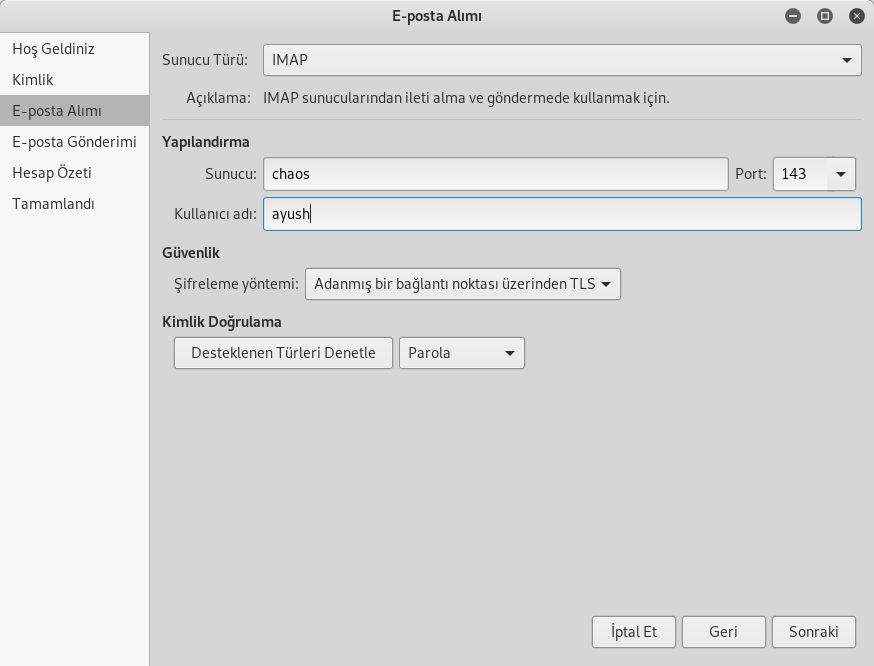 E-posta Alımı
Hoş Geldiniz
Kimlik
E-posta Alımı
E-posta Gönderimi
Hesap Özeti
Tamamlandı
Sunucu Türü: IMAP
Açıklama: IMAP sunucularından ileti alma ve göndermede kullanmak için.
Yapılandırma
Sunucu: chaos Port: 143
Kullanıcı adı: ayush
Güvenlik
Şifreleme yöntemi: Adanmış bir bağlantı noktası üzerinden TLS
Kimlik Doğrulama
Desteklenen Türleri Denetle Parola
İptal Et Geri Sonraki